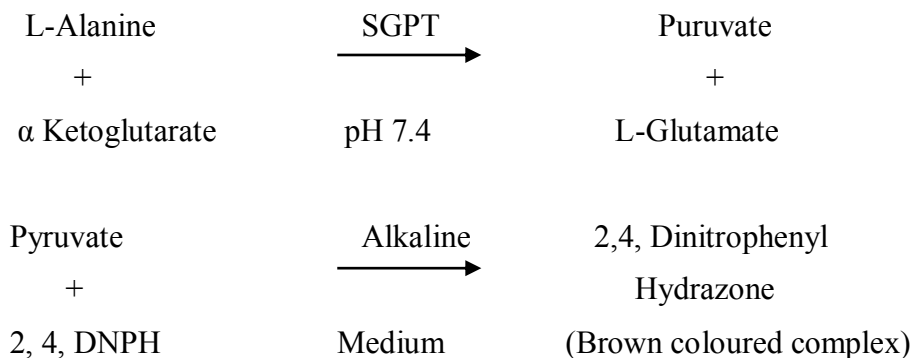 L-Alanine SGPT Puruvate
+ +
α Ketoglutarate pH 7.4 L-Glutamate
Pyruvate Alkaline 2,4, Dinitrophenyl
+ Hydrazone
2, 4, DNPH Medium (Brown coloured complex)